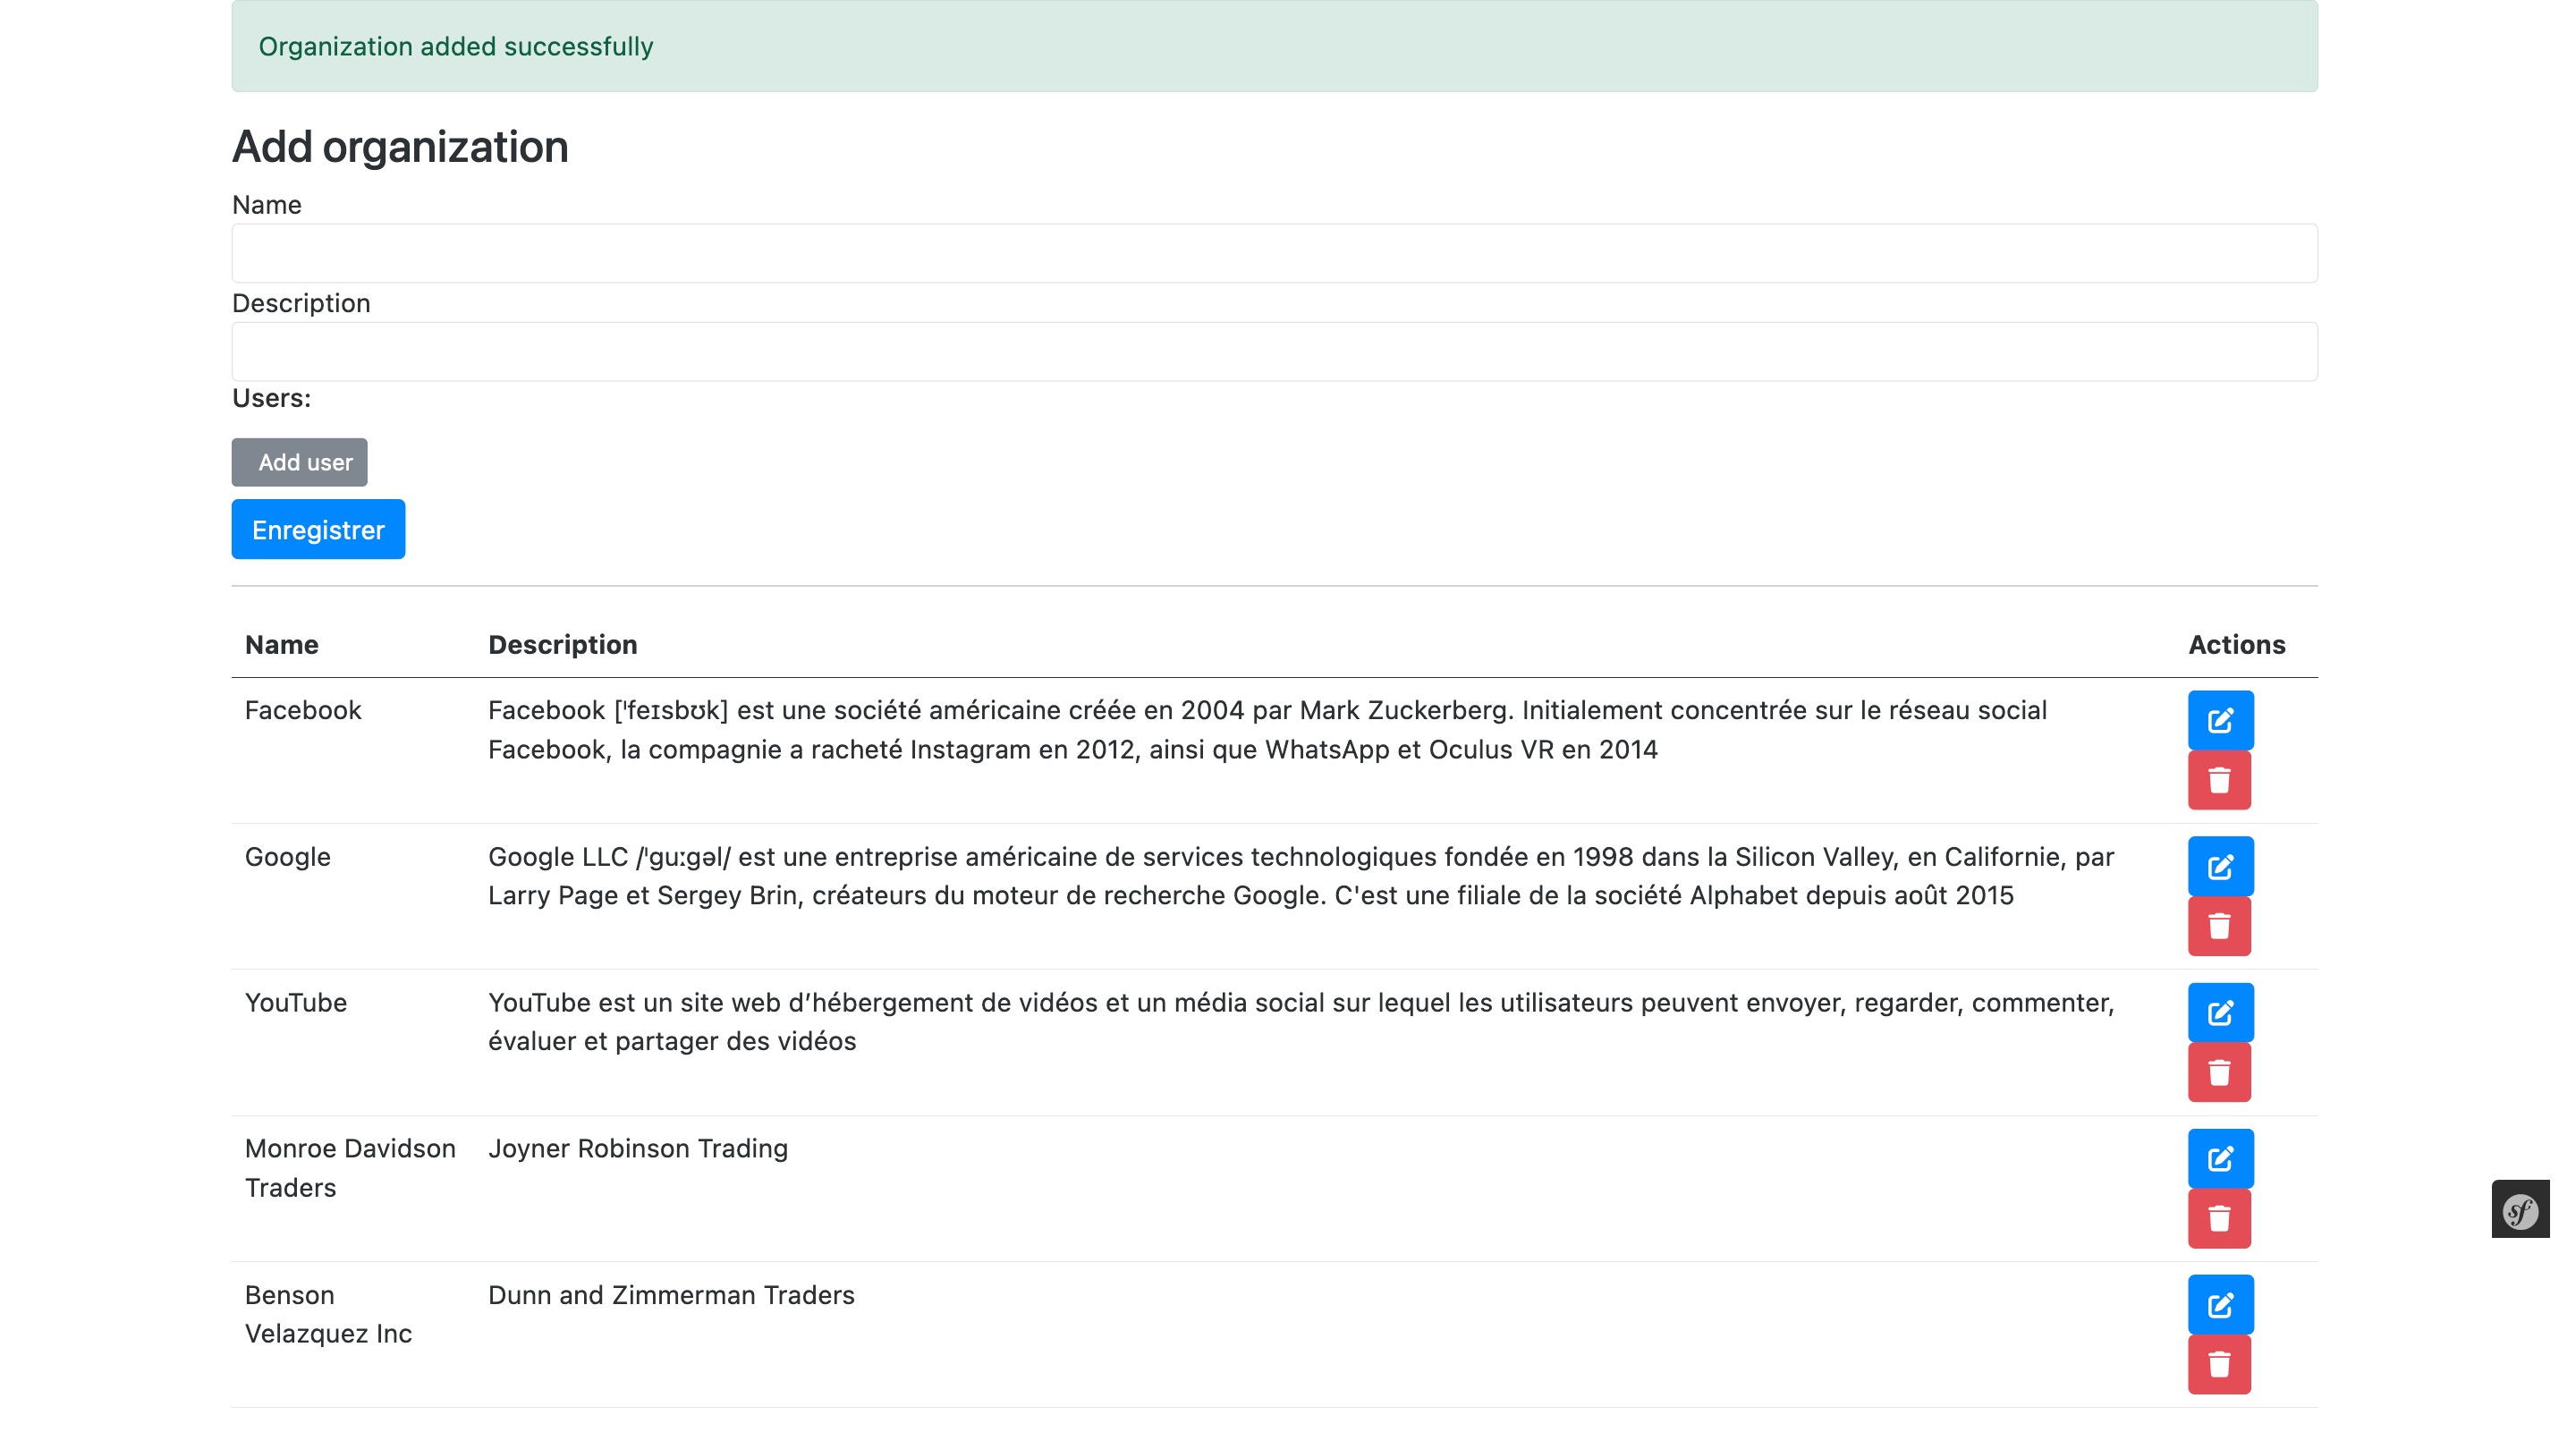 Organization added successfully
Add organization
Name
Description
Users:
Add user
Enregistrer
Name Description Actions
Facebook Facebook ['feɪsbʊk] est une société américaine créée en 2004 par Mark Zuckerberg. Initialement concentrée sur le réseau social
Facebook, la compagnie a racheté Instagram en 2012, ainsi que WhatsApp et Oculus VR en 2014
Google Google LLC /'guːgəl/ est une entreprise américaine de services technologiques fondée en 1998 dans la Silicon Valley, en Californie, par
Larry Page et Sergey Brin, créateurs du moteur de recherche Google. C'est une filiale de la société Alphabet depuis août 2015
YouTube YouTube est un site web d’hébergement de vidéos et un média social sur lequel les utilisateurs peuvent envoyer, regarder, commenter,
évaluer et partager des vidéos
Monroe Davidson Joyner Robinson Trading
Traders
Benson Dunn and Zimmerman Traders
Velazquez Inc
sf